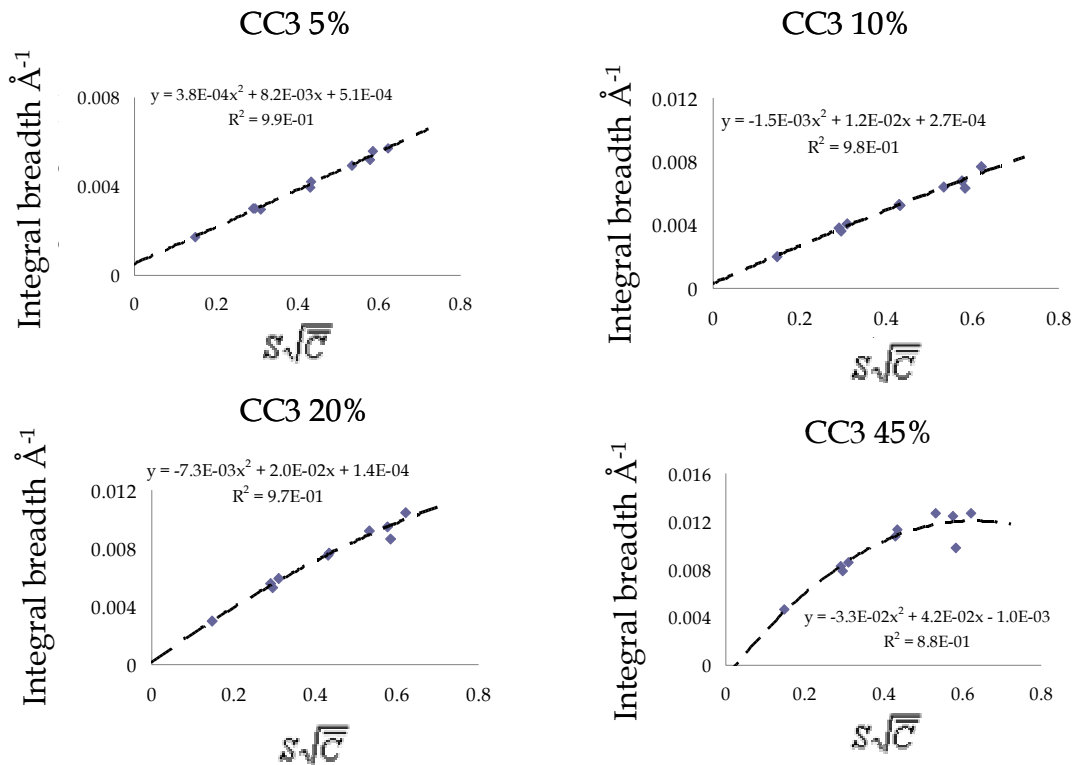 CC3 5%
Integral breadth Å⁻¹
y = 3.8E-04x² + 8.2E-03x + 5.1E-04
R² = 9.9E-01
0.008
0.004
0
0 0.2 0.4 0.6 0.8
S√C̅
CC3 10%
Integral breadth Å⁻¹
y = -1.5E-03x² + 1.2E-02x + 2.7E-04
R² = 9.8E-01
0.012
0.008
0.004
0
0 0.2 0.4 0.6 0.8
S√C̅
CC3 20%
Integral breadth Å⁻¹
y = -7.3E-03x² + 2.0E-02x + 1.4E-04
R² = 9.7E-01
0.012
0.008
0.004
0
0 0.2 0.4 0.6 0.8
S√C̅
CC3 45%
Integral breadth Å⁻¹
0.016
0.012
0.008
0.004
0
y = -3.3E-02x² + 4.2E-02x - 1.0E-03
R² = 8.8E-01
0 0.2 0.4 0.6 0.8
S√C̅